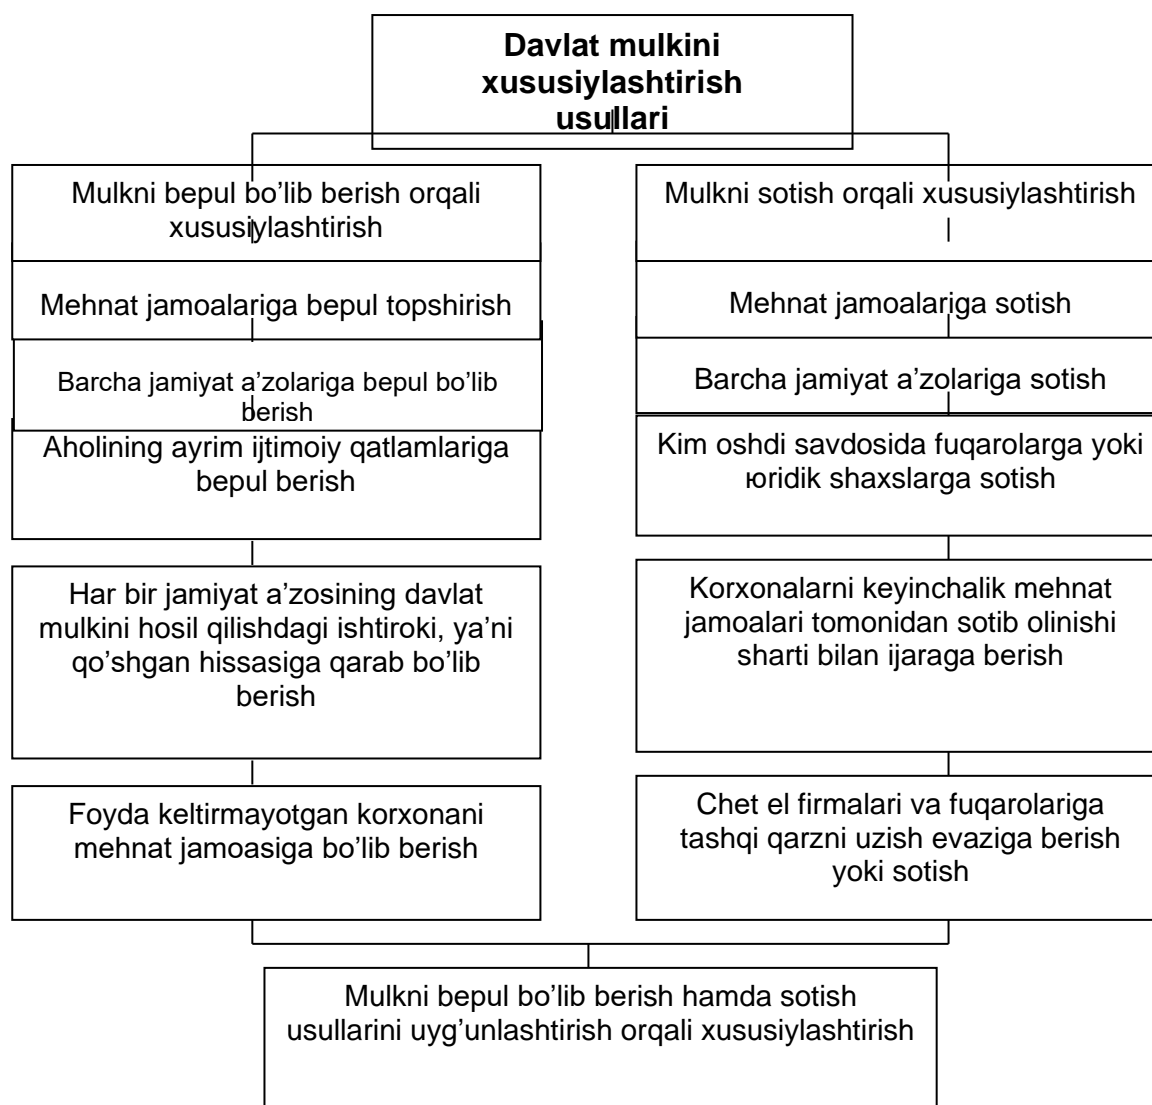 Davlat mulkini
xususiylashtirish
usullari
Mulkni bepul bo’lib berish orqali
xususiylashtirish
Mehnat jamoalariga bepul topshirish
Barcha jamiyat a’zolariga bepul bo’lib
berish
Aholining ayrim ijtimoiy qatlamlariga
bepul berish
Har bir jamiyat a’zosining davlat
mulkini hosil qilishdagi ishtiroki, ya’ni
qo’shgan hissasiga qarab bo’lib
berish
Foyda keltirmayotgan korxonani
mehnat jamoasiga bo’lib berish
Mulkni sotish orqali xususiylashtirish
Mehnat jamoalariga sotish
Barcha jamiyat a’zolariga sotish
Kim oshdi savdosida fuqarolarga yoki
юridik shaxslarga sotish
Korxonalarni keyinchalik mehnat
jamoalari tomonidan sotib olinishi
sharti bilan ijaraga berish
Chet el firmalari va fuqarolariga
tashqi qarzni uzish evaziga berish
yoki sotish
Mulkni bepul bo’lib berish hamda sotish
usullarini uyg’unlashtirish orqali xususiylashtirish